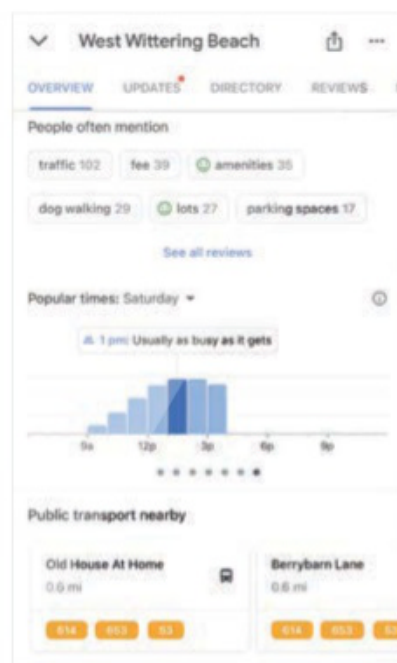 West Wittering Beach
OVERVIEW UPDATES DIRECTORY REVIEWS
People often mention
traffic 102 fee 39 amenities 35
dog walking 29 lots 27 parking spaces 17
See all reviews
Popular times: Saturday
1 pm: Usually as busy as it gets
9a 12p 3p 6p 9p
Public transport nearby
Old House At Home Berrybarn Lane
0.6 mi 0.6 mi
614 653 53 614 653 53